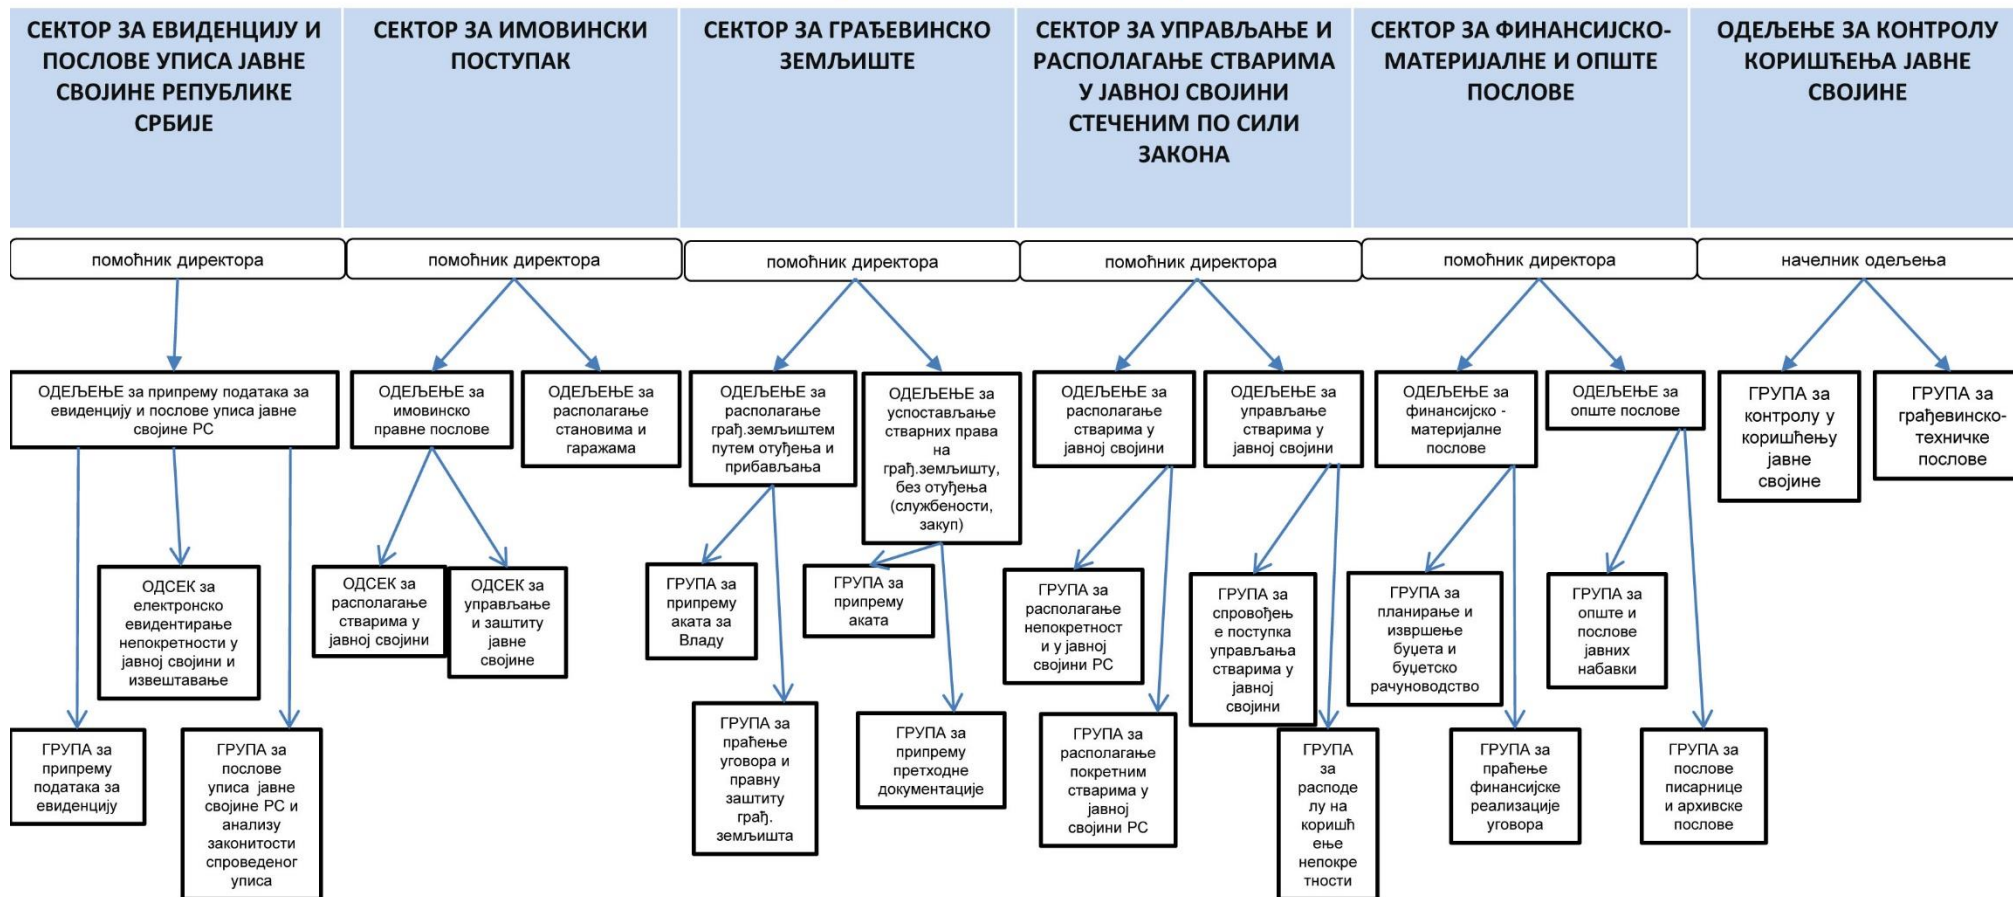 СЕКТОР ЗА ЕВИДЕНЦИЈУ И
ПОСЛОВЕ УПИСА ЈАВНЕ
СВОЈИНЕ РЕПУБЛИКЕ
СРБИЈЕ
СЕКТОР ЗА ИМОВИНСКИ
ПОСТУПАК
СЕКТОР ЗА ГРАЂЕВИНСКО
ЗЕМЉИШТЕ
СЕКТОР ЗА УПРАВЉАЊЕ И
РАСПОЛАГАЊЕ СТВАРИМА
У ЈАВНОЈ СВОЈИНИ
СТЕЧЕНИМ ПО СИЛИ
ЗАКОНА
СЕКТОР ЗА ФИНАНСИЈСКО-
МАТЕРИЈАЛНЕ И ОПШТЕ
ПОСЛОВЕ
ОДЕЉЕЊЕ ЗА КОНТРОЛУ
КОРИШЋЕЊА ЈАВНЕ
СВОЈИНЕ
помоћник директора
помоћник директора
помоћник директора
помоћник директора
помоћник директора
начелник одељења
ОДЕЉЕЊЕ за припрему података за
евиденцију и послове уписа јавне
својине РС
ОДЕЉЕЊЕ за
имовинско
правне послове
ОДЕЉЕЊЕ за
располагање
становима и
гаражама
ОДЕЉЕЊЕ за
располагање
грађ.земљиштем
путем отуђења и
прибављања
ОДЕЉЕЊЕ за
успостављање
стварних права
на
грађ.земљишту,
без отуђења
(службености,
закуп)
ОДЕЉЕЊЕ за
располагање
стварима у
јавној својини
ОДЕЉЕЊЕ за
управљање
стварима у
јавној својини
ОДЕЉЕЊЕ за
финансијско -
материјалне
послове
ОДЕЉЕЊЕ за
опште послове
ГРУПА за
контролу у
коришћењу
јавне
својине
ГРУПА за
грађевинско-
техничке
послове
ОДСЕК за
електронско
евидентирање
непокретности у
јавној својини и
извештавање
ОДСЕК за
располагање
стварима у
јавној својини
ОДСЕК за
управљање
и заштиту
јавне
својине
ГРУПА за
припрему
аката за
Владу
ГРУПА за
припрему
аката
ГРУПА за
располагање
непокретност
и у јавној
својини РС
ГРУПА за
спровођењ
е поступка
управљања
стварима у
јавној
својини
ГРУПА за
планирање и
извршење
буџета и
буџетско
рачуноводство
ГРУПА за
опште и
послове
јавних
набавки
ГРУПА за
припрему
података за
евиденцију
ГРУПА за
послове
уписа јавне
својине РС и
анализу
законитости
спроведеног
уписа
ГРУПА за
праћење
уговора и
правну
заштиту
грађ.
земљишта
ГРУПА за
припрему
претходне
документације
ГРУПА за
располагање
покретним
стварима у
јавној
својини РС
ГРУПА
за
расподе
лу на
коришћ
ење
непокре
тности
ГРУПА за
праћење
финансијске
реализације
уговора
ГРУПА за
послове
писарнице
и архивске
послове